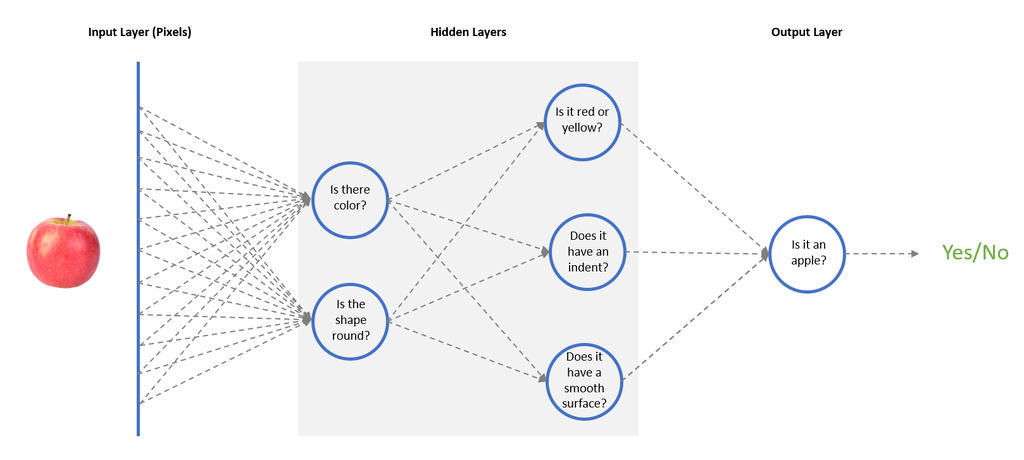 Input Layer (Pixels)
Hidden Layers
Output Layer
Is there
color?
Is the
shape
round?
Is it red or
yellow?
Does it
have an
indent?
Does it
have a
smooth
surface?
Is it an
apple?
Yes/No